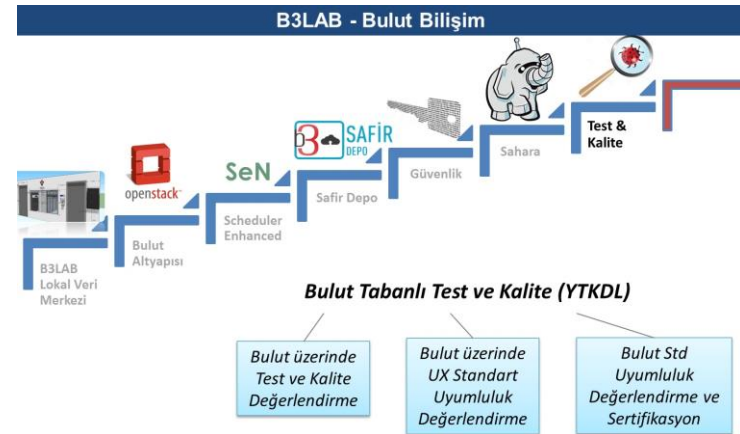 B3LAB - Bulut Bilişim
B3LAB
Lokal Veri
Merkezi
openstack
Bulut
Altyapısı
SeN
Scheduler
Enhanced
b3 SAFİR
DEPO
Safir Depo
Güvenlik
Sahara
Test &
Kalite
Bulut Tabanlı Test ve Kalite (YTKDL)
Bulut üzerinde
Test ve Kalite
Değerlendirme
Bulut üzerinde
UX Standart
Uyumluluk
Değerlendirme
Bulut Std
Uyumluluk
Değerlendirme ve
Sertifikasyon